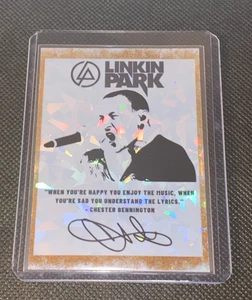 LINKIN
PARK
"WHEN YOU'RE HAPPY YOU ENJOY THE MUSIC, WHEN
YOU'RE SAD YOU UNDERSTAND THE LYRICS."
- CHESTER BENNINGTON